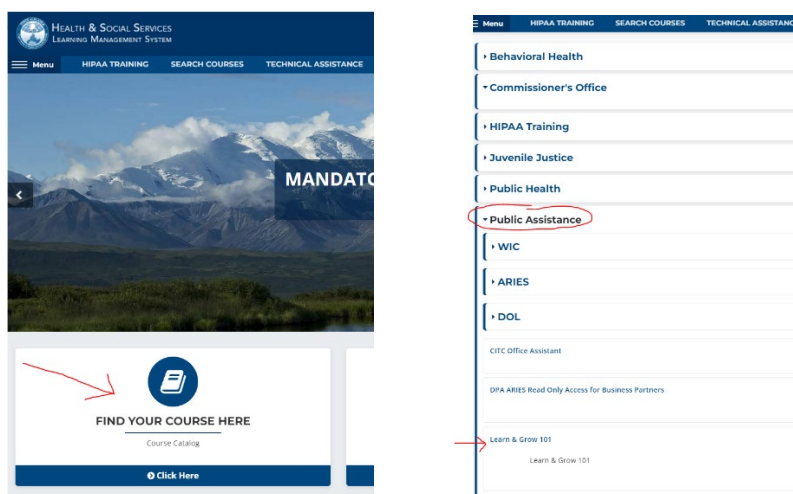 HEALTH & SOCIAL SERVICES
LEARNING MANAGEMENT SYSTEM
Menu HIPAA TRAINING SEARCH COURSES TECHNICAL ASSISTANCE
MANDATO
FIND YOUR COURSE HERE
Course Catalog
Click Here
Menu HIPAA TRAINING SEARCH COURSES TECHNICAL ASSISTANC
Behavioral Health
Commissioner's Office
HIPAA Training
Juvenile Justice
Public Health
Public Assistance
WIC
ARIES
DOL
CITC Office Assistant
DPA ARIES Read Only Access for Business Partners
Learn & Grow 101
Learn & Grow 101